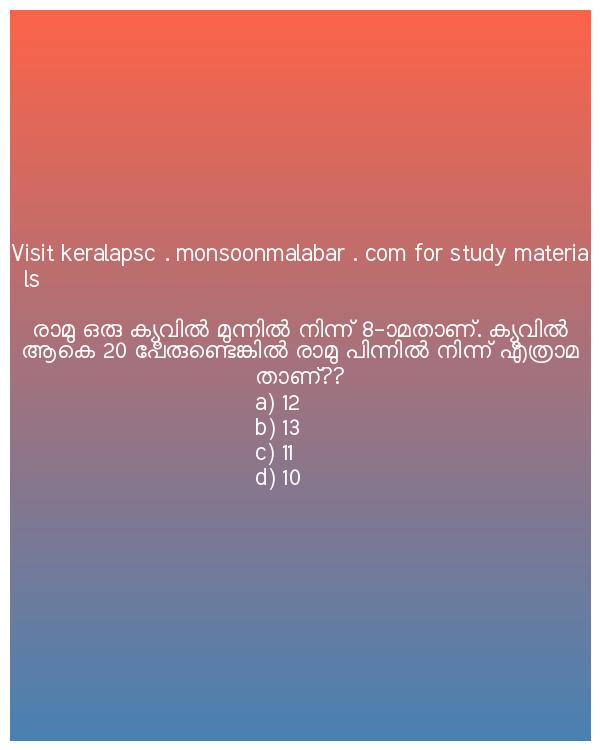 Visit keralapsc . monsoonmalabar . com for study materia
ls
രാമു ഒരു ക്യുവിൽ മുന്നിൽ നിന്ന് 8-ാമതാണ്. ക്യുവിൽ
ആകെ 20 പേരുണ്ടെങ്കിൽ രാമു പിന്നിൽ നിന്ന് എത്രാമ
താണ്??
a) 12
b) 13
c) 11
d) 10